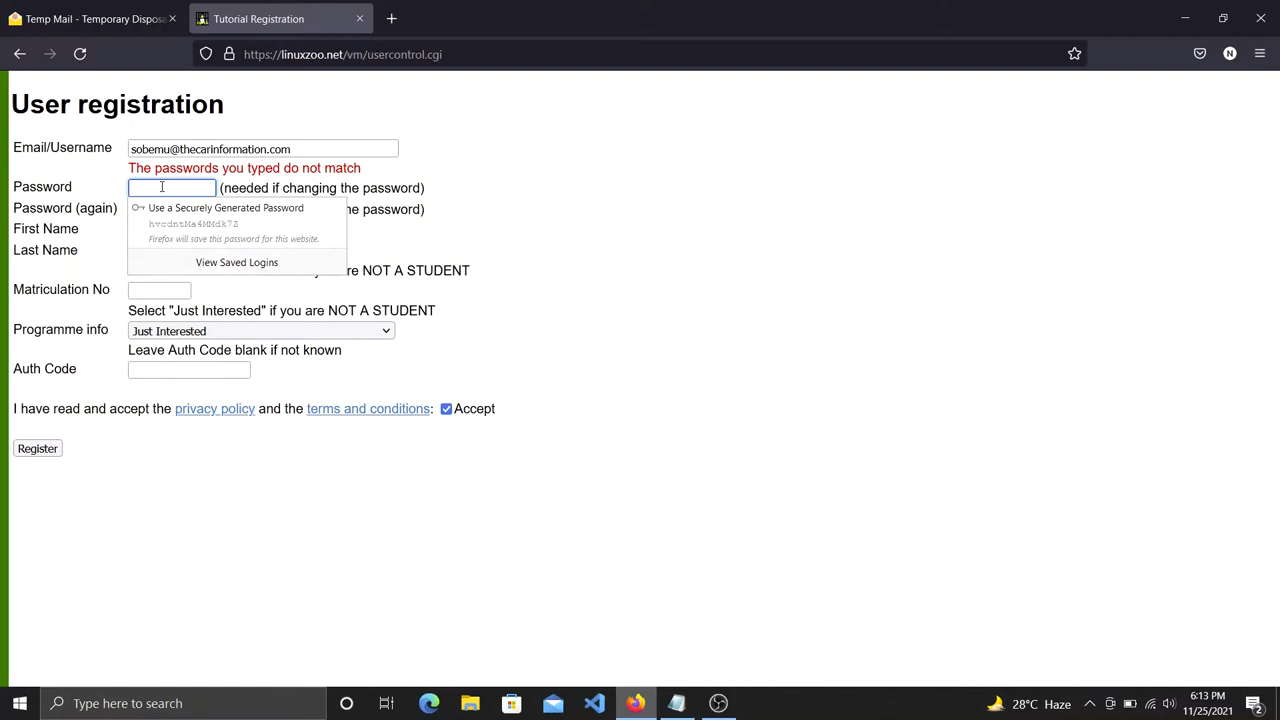 Temp Mail - Temporary Disposa
Tutorial Registration
https://linuxzoo.net/vm/usercontrol.cgi
N
User registration
Email/Username
sobemu@thecarinformation.com
The passwords you typed do not match
Password
(needed if changing the password)
Password (again)
he password)
Use a Securely Generated Password
hvcdntMa4MMdk7Z
Firefox will save this password for this website.
View Saved Logins
First Name
Last Name
re NOT A STUDENT
Matriculation No
Select "Just Interested" if you are NOT A STUDENT
Programme info
Just Interested
Leave Auth Code blank if not known
Auth Code
I have read and accept the privacy policy and the terms and conditions: Accept
Register
Type here to search
28°C Haze
6:13 PM
11/25/2021
2